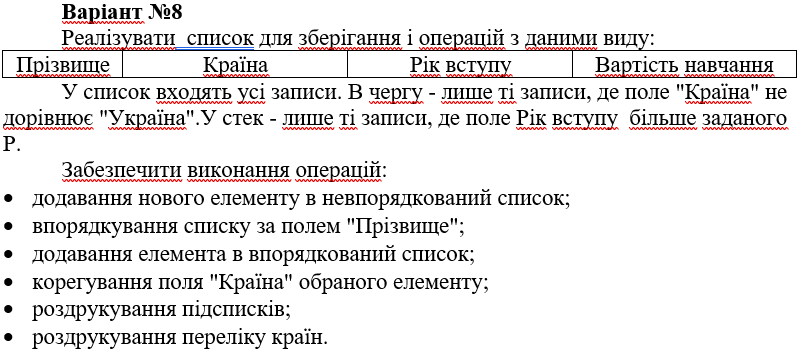 Варіант №8
Реалізувати список для зберігання і операцій з даними виду:
Прізвище Країна Рік вступу Вартість навчання
У список входять усі записи. В чергу - лише ті записи, де поле "Країна" не
дорівнює "Україна".У стек - лише ті записи, де поле Рік вступу більше заданого
Р.
Забезпечити виконання операцій:
• додавання нового елементу в невпорядкований список;
• впорядкування списку за полем "Прізвище";
• додавання елемента в впорядкований список;
• корегування поля "Країна" обраного елементу;
• роздрукування підсписків;
• роздрукування переліку країн.